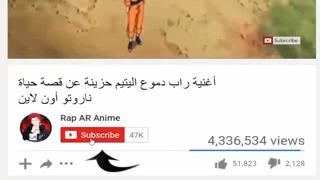 Subscribe
أغنية راب دموع اليتيم حزينة عن قصة حياة
ناروتو أون لاين
Rap AR Anime
Subscribe 47K
4,336,534 views
51,823 2,128